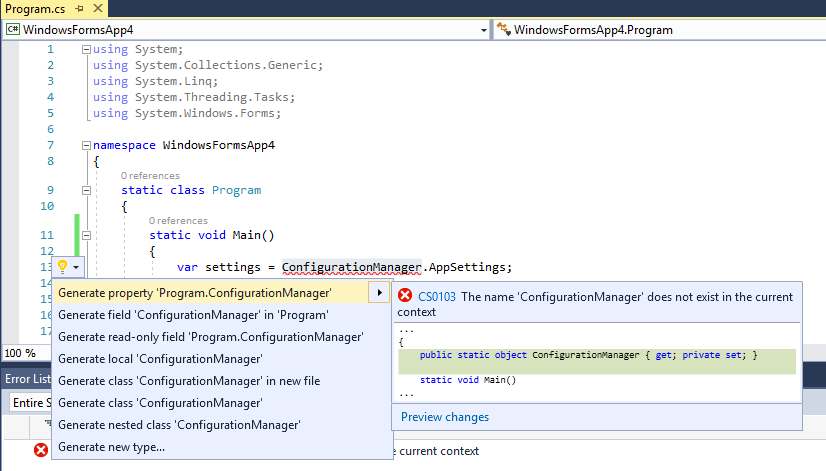 Program.cs
WindowsFormsApp4
WindowsFormsApp4.Program
1 using System;
2 using System.Collections.Generic;
3 using System.Linq;
4 using System.Threading.Tasks;
5 using System.Windows.Forms;
6
7 namespace WindowsFormsApp4
8 {
0 references
9 static class Program
10 {
0 references
11 static void Main()
12 {
13 var settings = ConfigurationManager.AppSettings;
14
15
16
17
Generate property 'Program.ConfigurationManager'
Generate field 'ConfigurationManager' in 'Program'
Generate read-only field 'Program.ConfigurationManager'
Generate local 'ConfigurationManager'
Generate class 'ConfigurationManager' in new file
Generate class 'ConfigurationManager'
Generate nested class 'ConfigurationManager'
Generate new type...
CS0103 The name 'ConfigurationManager' does not exist in the current
context
...
{
public static object ConfigurationManager { get; private set; }
static void Main()
...
Preview changes
100 %
Error List
Entire S
current context